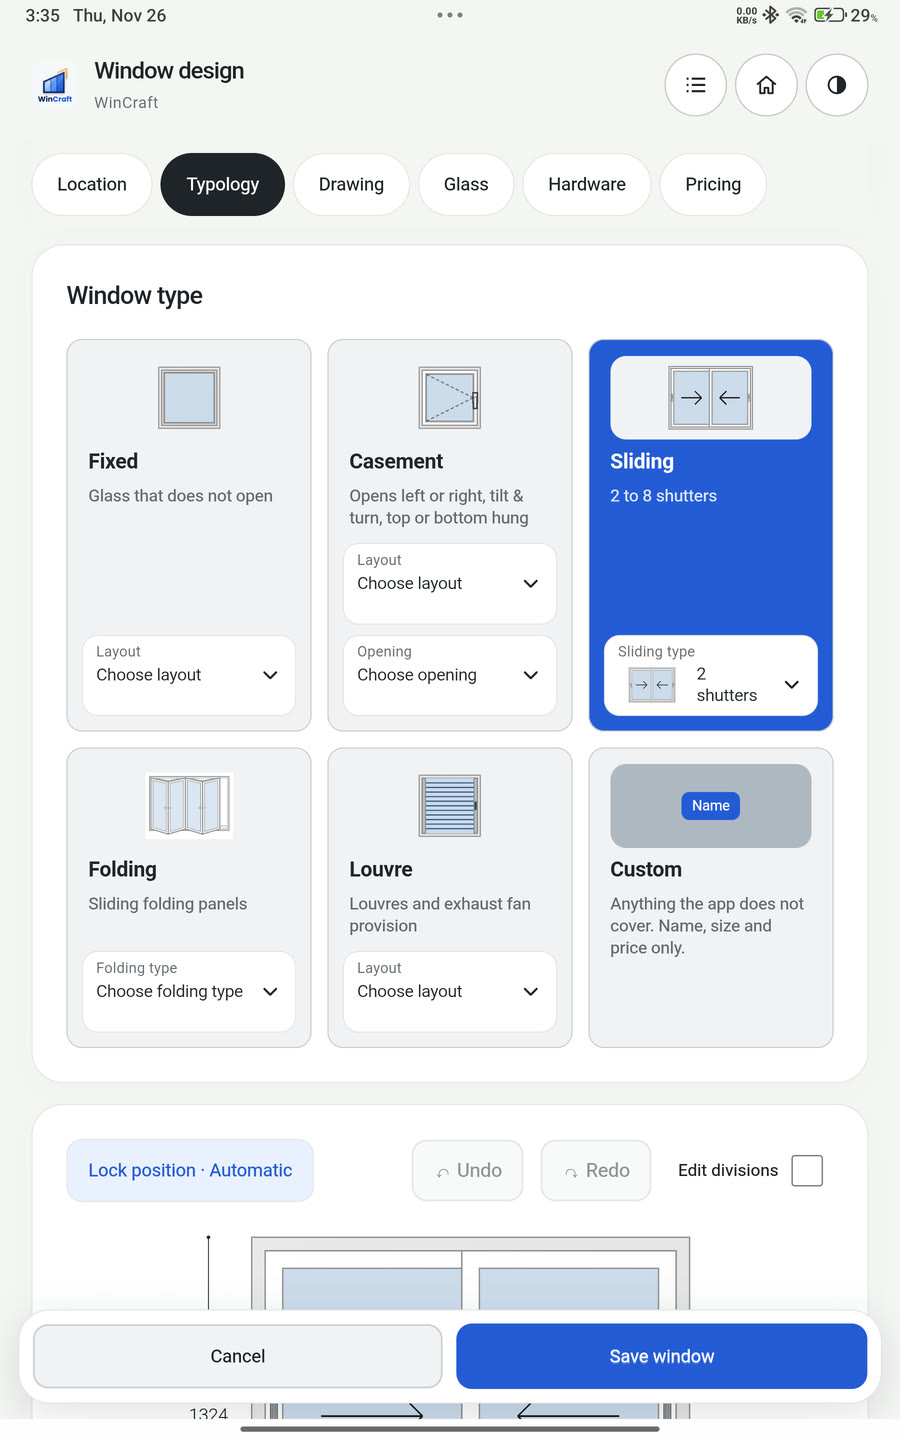 3:35 Thu, Nov 26
0.00
KB/s
29%
Window design
WinCraft
WinCraft
Location
Typology
Drawing
Glass
Hardware
Pricing
Window type
Fixed
Glass that does not open
Layout
Choose layout
Casement
Opens left or right, tilt &
turn, top or bottom hung
Layout
Choose layout
Opening
Choose opening
Sliding
2 to 8 shutters
Sliding type
2
shutters
Folding
Sliding folding panels
Folding type
Choose folding type
Louvre
Louvres and exhaust fan
provision
Layout
Choose layout
Name
Custom
Anything the app does not
cover. Name, size and
price only.
Lock position · Automatic
Undo
Redo
Edit divisions
Cancel
Save window
1324